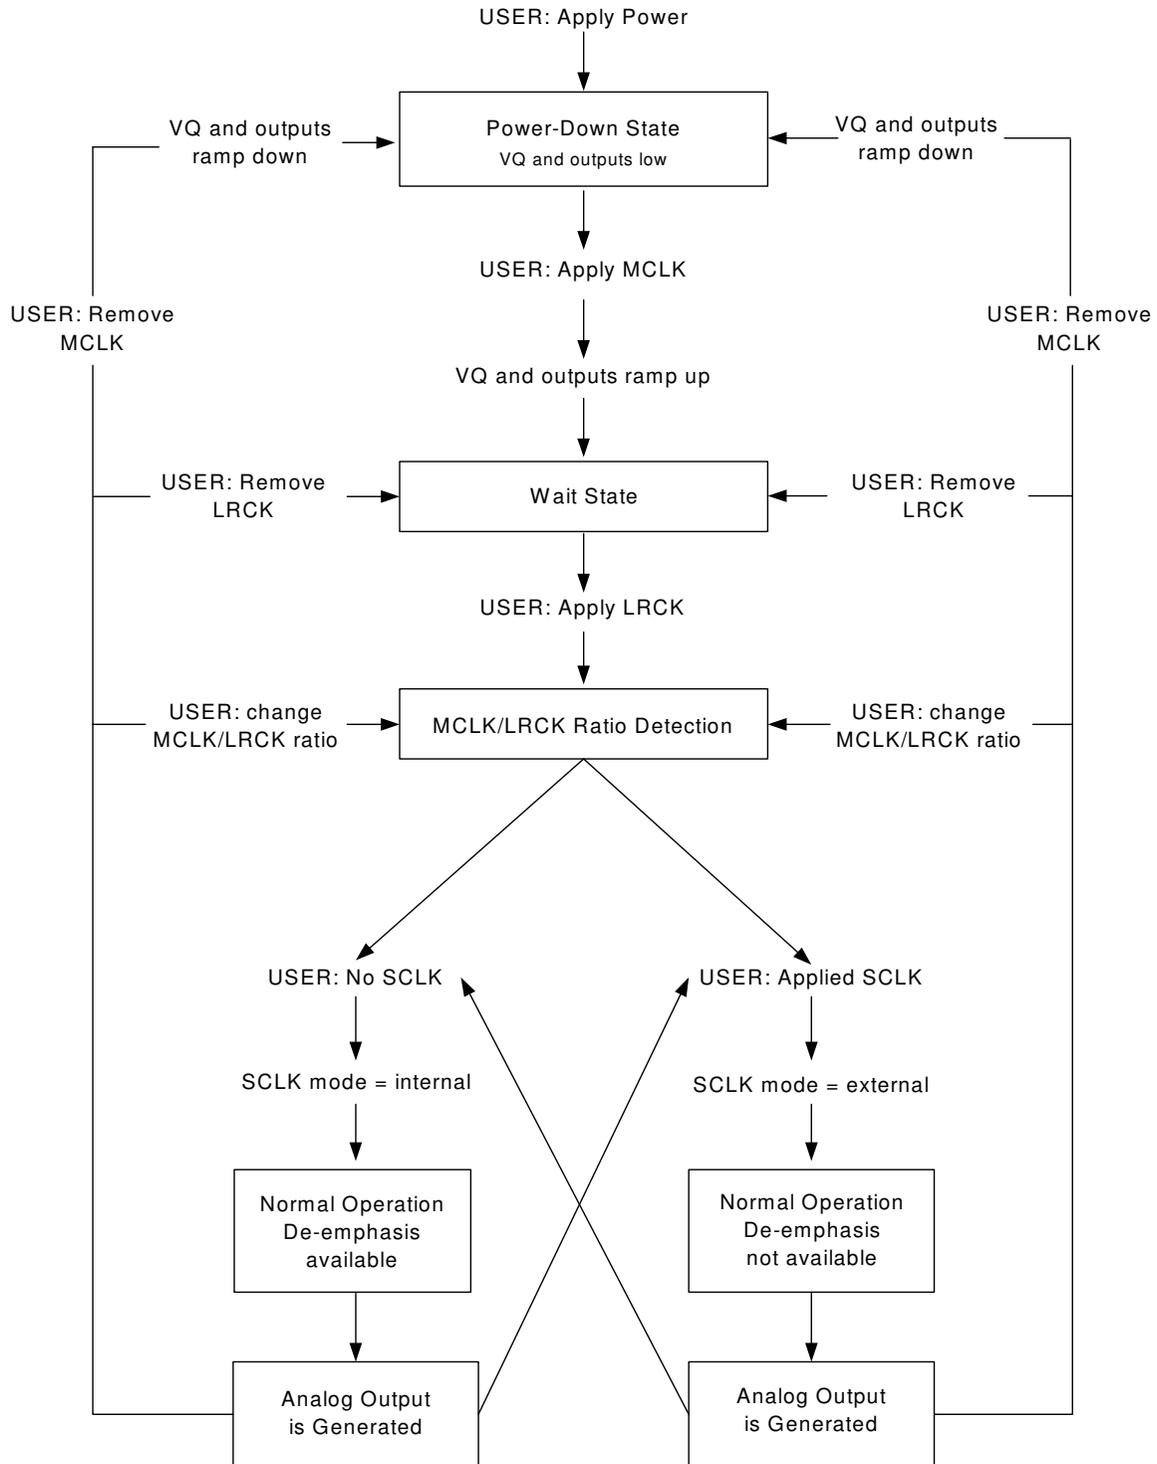 USER: Apply Power
VQ and outputs
ramp down
Power-Down State
VQ and outputs low
VQ and outputs
ramp down
USER: Apply MCLK
USER: Remove
MCLK
USER: Remove
MCLK
VQ and outputs ramp up
USER: Remove
LRCK
Wait State
USER: Remove
LRCK
USER: Apply LRCK
USER: change
MCLK/LRCK ratio
MCLK/LRCK Ratio Detection
USER: change
MCLK/LRCK ratio
USER: No SCLK
USER: Applied SCLK
SCLK mode = internal
SCLK mode = external
Normal Operation
De-emphasis
available
Normal Operation
De-emphasis
not available
Analog Output
is Generated
Analog Output
is Generated